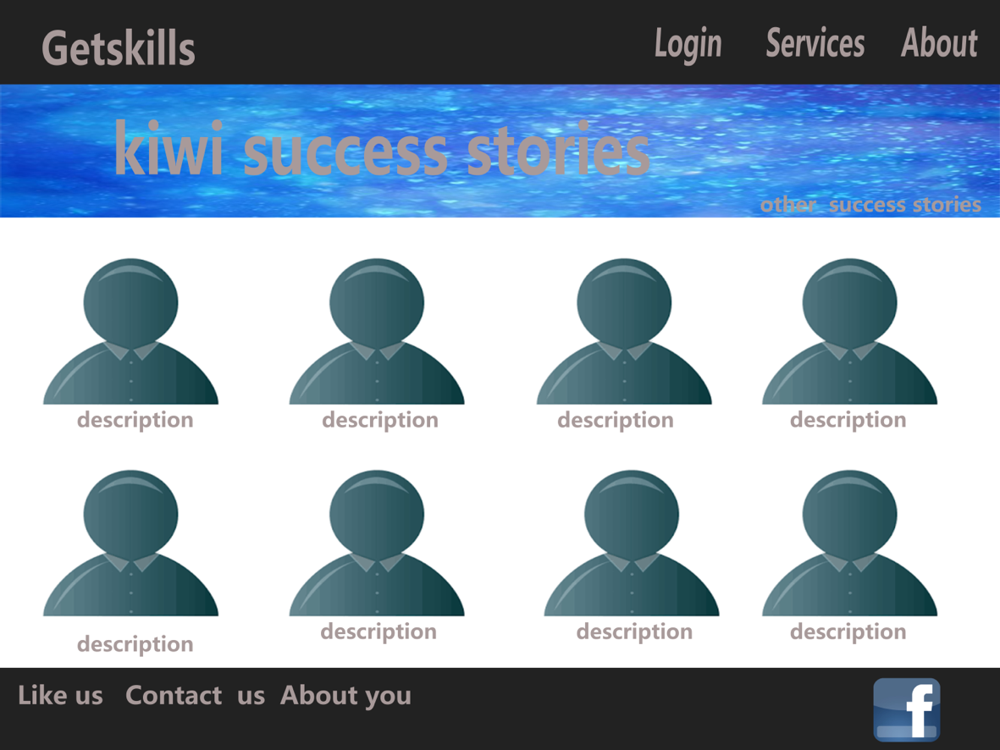 Getskills
Login Services About
kiwi success stories
other success stories
description description description description
description description description description
Like us Contact us About you
f